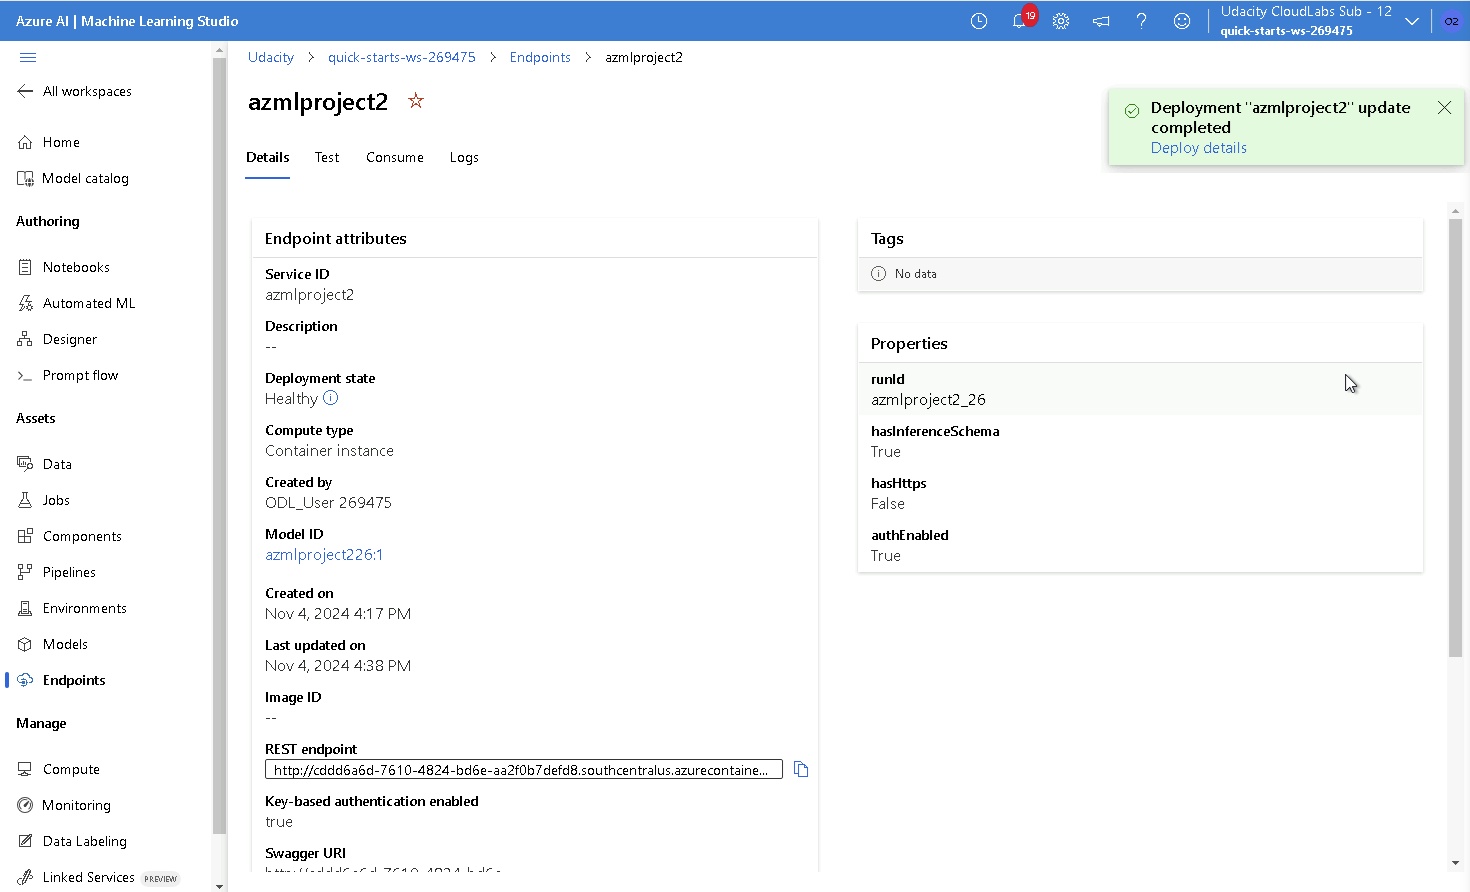 Azure AI | Machine Learning Studio
19
Udacity CloudLabs Sub - 12
quick-starts-ws-269475
O2
All workspaces
Home
Model catalog
Authoring
Notebooks
Automated ML
Designer
Prompt flow
Assets
Data
Jobs
Components
Pipelines
Environments
Models
Endpoints
Manage
Compute
Monitoring
Data Labeling
Linked Services PREVIEW
Udacity > quick-starts-ws-269475 > Endpoints > azmlproject2
azmlproject2
Deployment "azmlproject2" update
completed
Deploy details
Details Test Consume Logs
Endpoint attributes
Service ID
azmlproject2
Description
--
Deployment state
Healthy
Compute type
Container instance
Created by
ODL_User 269475
Model ID
azmlproject226:1
Created on
Nov 4, 2024 4:17 PM
Last updated on
Nov 4, 2024 4:38 PM
Image ID
--
REST endpoint
http://cddd6a6d-7610-4824-bd6e-aa2f0b7defd8.southcentralus.azurecontaine...
Key-based authentication enabled
true
Swagger URI
Tags
No data
Properties
runId
azmlproject2_26
hasInferenceSchema
True
hasHttps
False
authEnabled
True